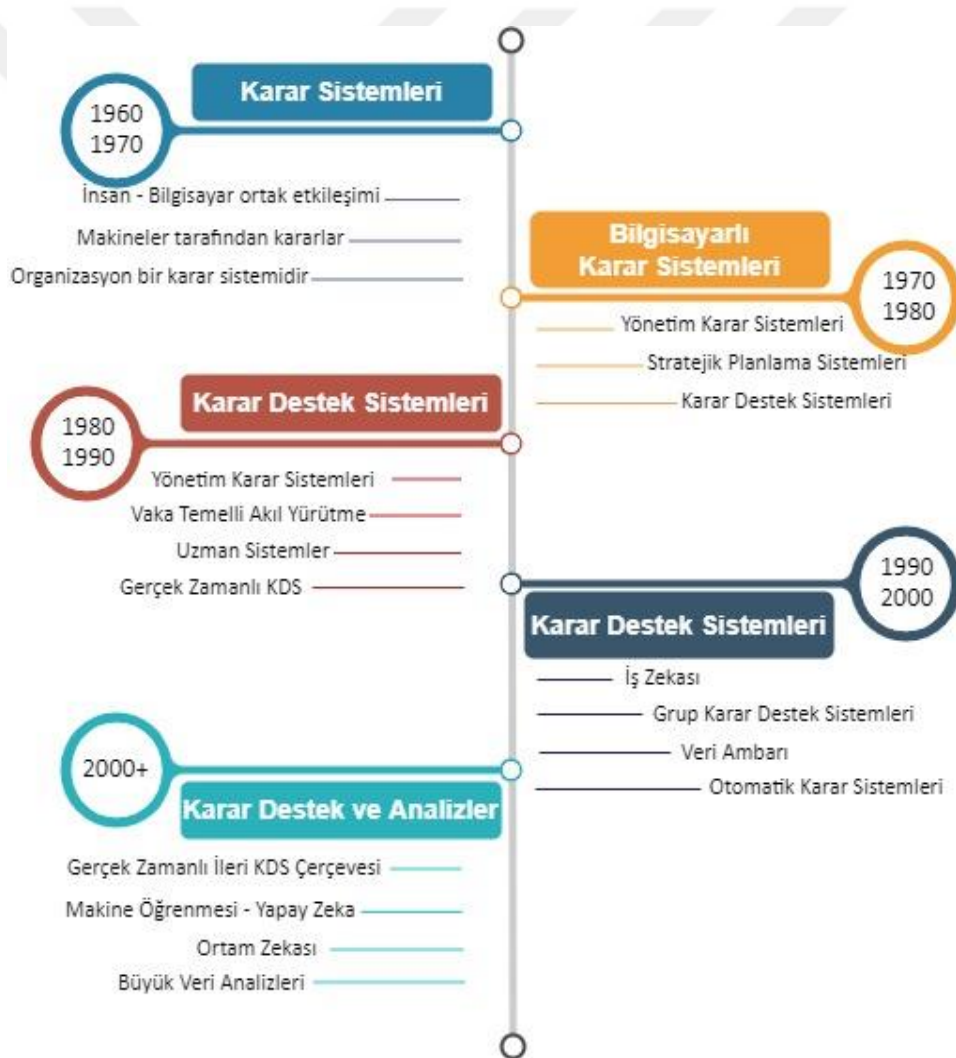 Karar Sistemleri
1960
1970
İnsan - Bilgisayar ortak etkileşimi
Makineler tarafından kararlar
Organizasyon bir karar sistemidir
Bilgisayarlı
Karar Sistemleri
1970
1980
Yönetim Karar Sistemleri
Stratejik Planlama Sistemleri
Karar Destek Sistemleri
Karar Destek Sistemleri
1980
1990
Yönetim Karar Sistemleri
Vaka Temelli Akıl Yürütme
Uzman Sistemler
Gerçek Zamanlı KDS
1990
2000
Karar Destek Sistemleri
İş Zekası
Grup Karar Destek Sistemleri
Veri Ambarı
Otomatik Karar Sistemleri
2000+
Karar Destek ve Analizler
Gerçek Zamanlı İleri KDS Çerçevesi
Makine Öğrenmesi - Yapay Zeka
Ortam Zekası
Büyük Veri Analizleri